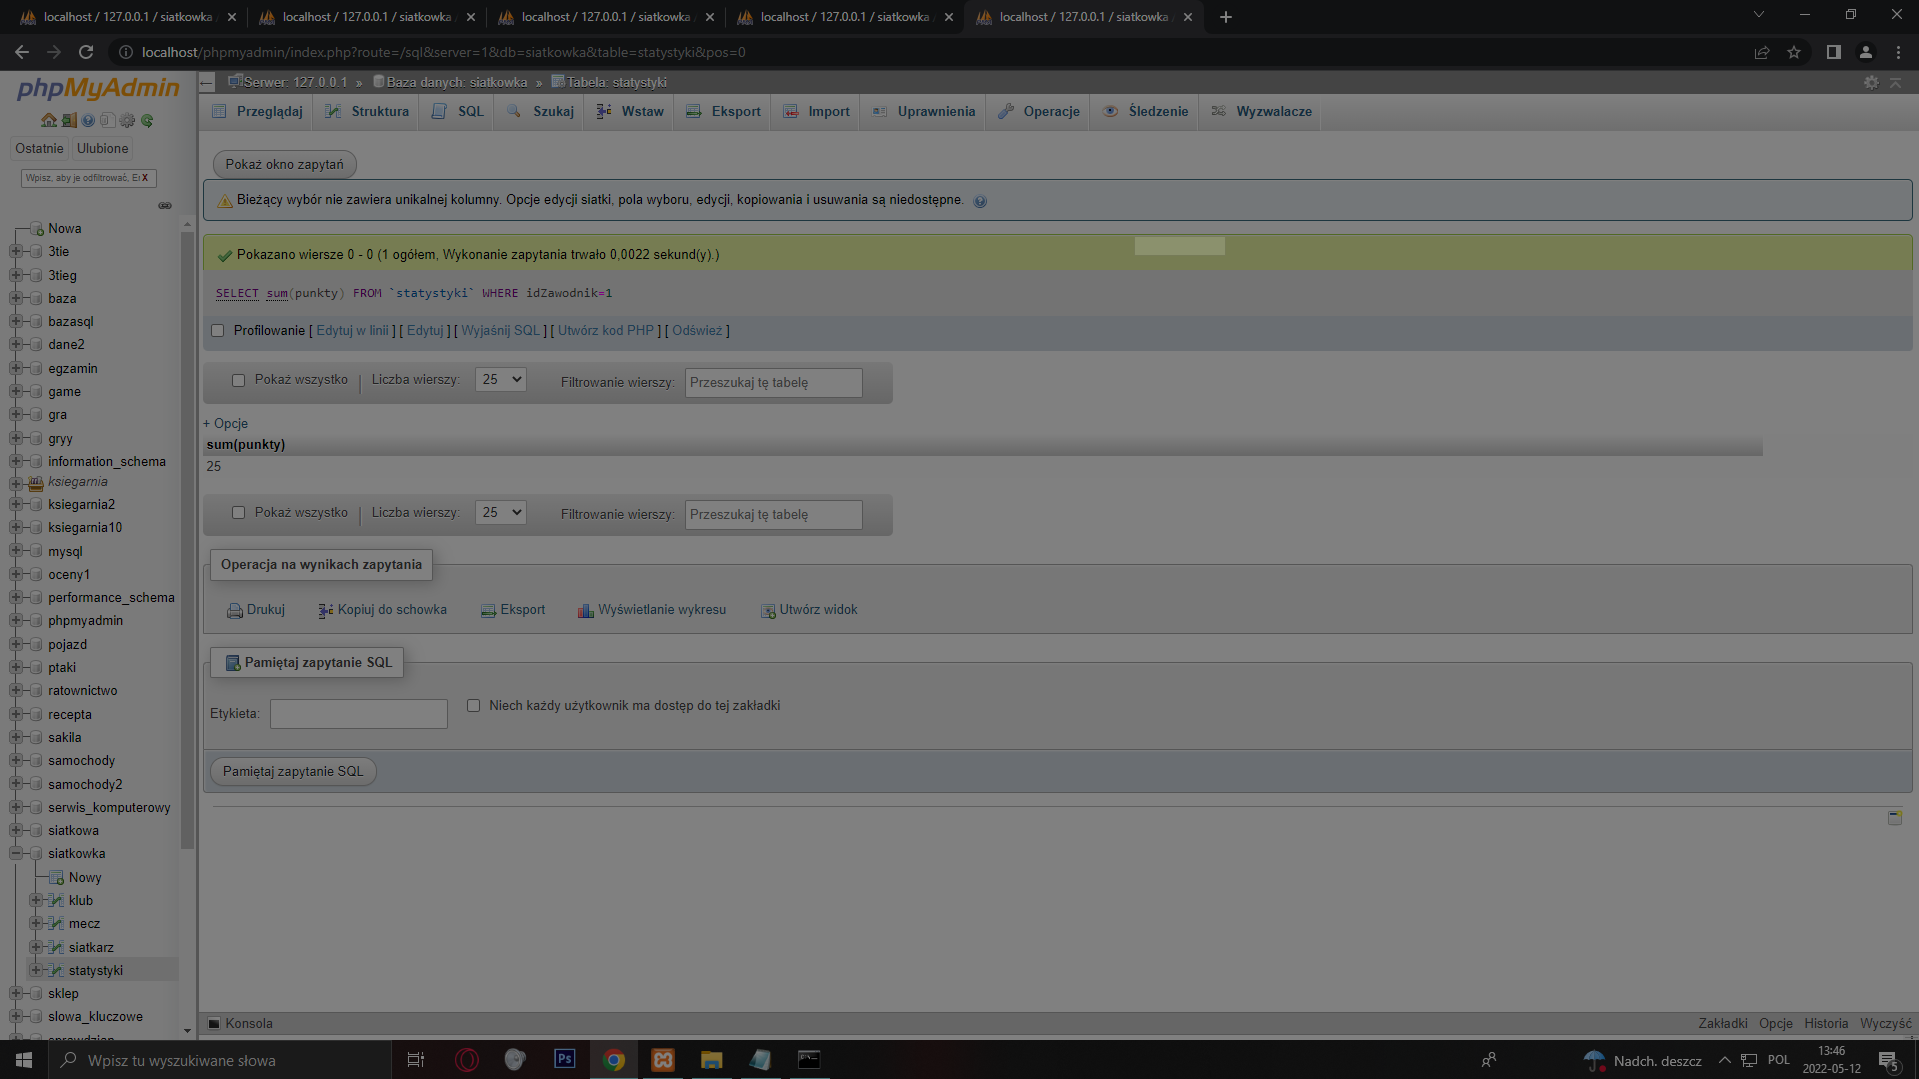 localhost / 127.0.0.1 / siatkowka
localhost / 127.0.0.1 / siatkowka
localhost / 127.0.0.1 / siatkowka
localhost / 127.0.0.1 / siatkowka
localhost / 127.0.0.1 / siatkowka
localhost/phpmyadmin/index.php?route=/sql&server=1&db=siatkowka&table=statystyki&pos=0
phpMyAdmin
Ostatnie
Ulubione
Wpisz, aby je odfiltrować, Er X
Nowa
3tie
3tieg
baza
bazasql
dane2
egzamin
game
gra
gryy
information_schema
ksiegarnia
ksiegarnia2
ksiegarnia10
mysql
oceny1
performance_schema
phpmyadmin
pojazd
ptaki
ratownictwo
recepta
sakila
samochody
samochody2
serwis_komputerowy
siatkowa
siatkowka
Nowy
klub
mecz
siatkarz
statystyki
sklep
slowa_kluczowe
Serwer: 127.0.0.1 » Baza danych: siatkowka » Tabela: statystyki
Przeglądaj
Struktura
SQL
Szukaj
Wstaw
Eksport
Import
Uprawnienia
Operacje
Śledzenie
Wyzwalacze
Pokaż okno zapytań
Bieżący wybór nie zawiera unikalnej kolumny. Opcje edycji siatki, pola wyboru, edycji, kopiowania i usuwania są niedostępne.
Pokazano wiersze 0 - 0 (1 ogółem, Wykonanie zapytania trwało 0,0022 sekund(y).)
SELECT sum(punkty) FROM `statystyki` WHERE idZawodnik=1
Profilowanie [ Edytuj w linii ] [ Edytuj ] [ Wyjaśnij SQL ] [ Utwórz kod PHP ] [ Odśwież ]
Pokaż wszystko
Liczba wierszy:
25
Filtrowanie wierszy:
Przeszukaj tę tabelę
+ Opcje
sum(punkty)
25
Pokaż wszystko
Liczba wierszy:
25
Filtrowanie wierszy:
Przeszukaj tę tabelę
Operacja na wynikach zapytania
Drukuj
Kopiuj do schowka
Eksport
Wyświetlanie wykresu
Utwórz widok
Pamiętaj zapytanie SQL
Etykieta:
Niech każdy użytkownik ma dostęp do tej zakładki
Pamiętaj zapytanie SQL
Konsola
Zakładki
Opcje
Historia
Wyczyść
Wpisz tu wyszukiwane słowa
Ps
Nadch. deszcz
POL
13:46
2022-05-12
5